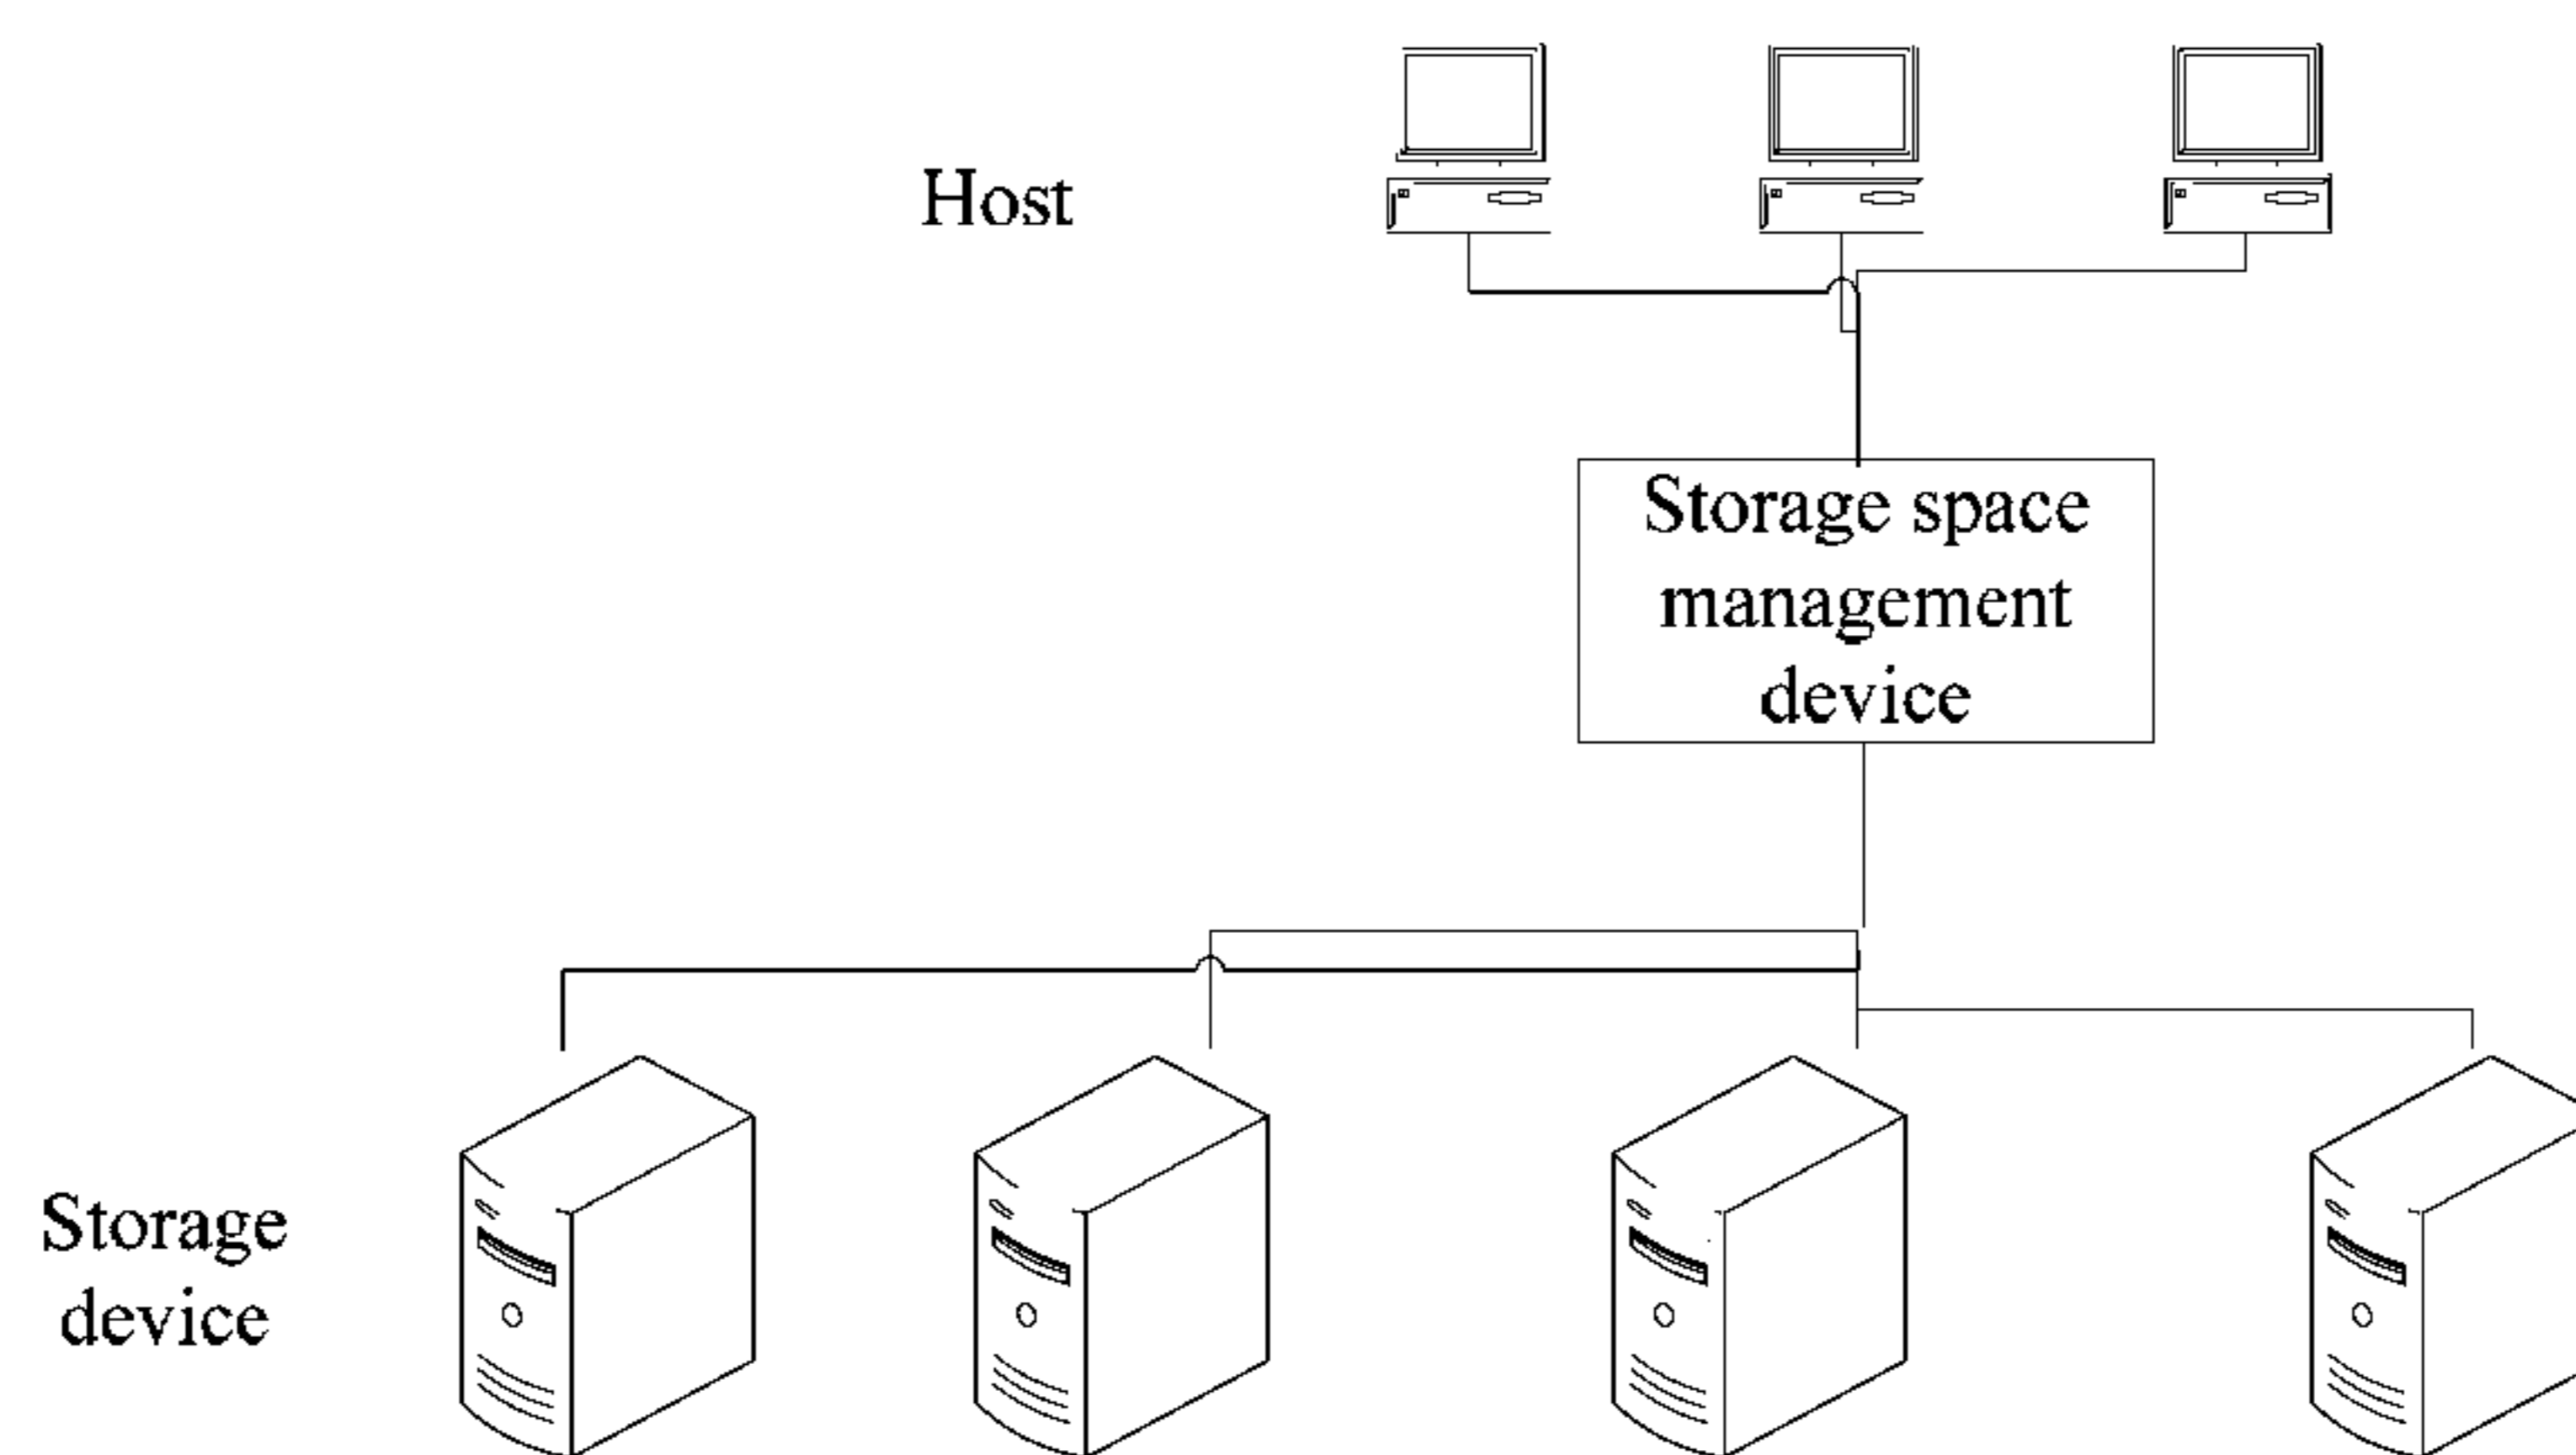 Host
Storage space
management
device
Storage
device